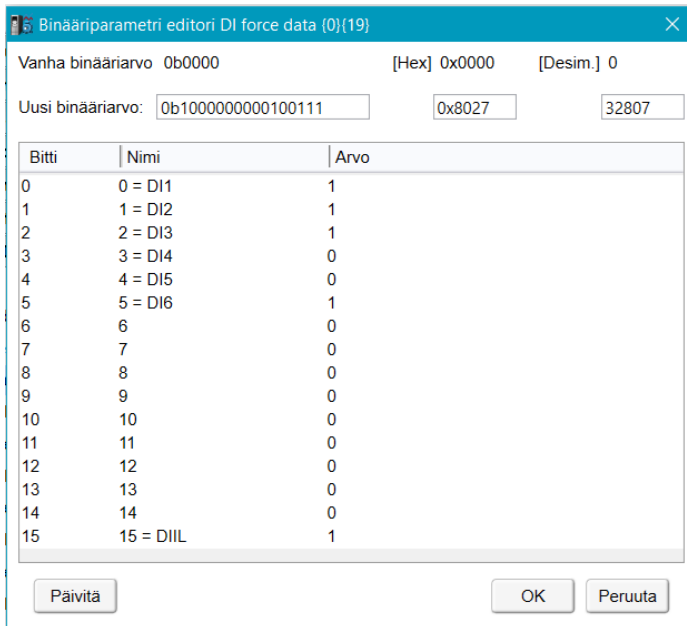 Binääriparametri editori DI force data {0}{19}
Vanha binääriarvo 0b0000 [Hex] 0x0000 [Desim.] 0
Uusi binääriarvo: 0b1000000000100111 0x8027 32807
Bitti Nimi Arvo
0 0 = DI1 1
1 1 = DI2 1
2 2 = DI3 1
3 3 = DI4 0
4 4 = DI5 0
5 5 = DI6 1
6 6 0
7 7 0
8 8 0
9 9 0
10 10 0
11 11 0
12 12 0
13 13 0
14 14 0
15 15 = DIIL 1
Päivitä OK Peruuta